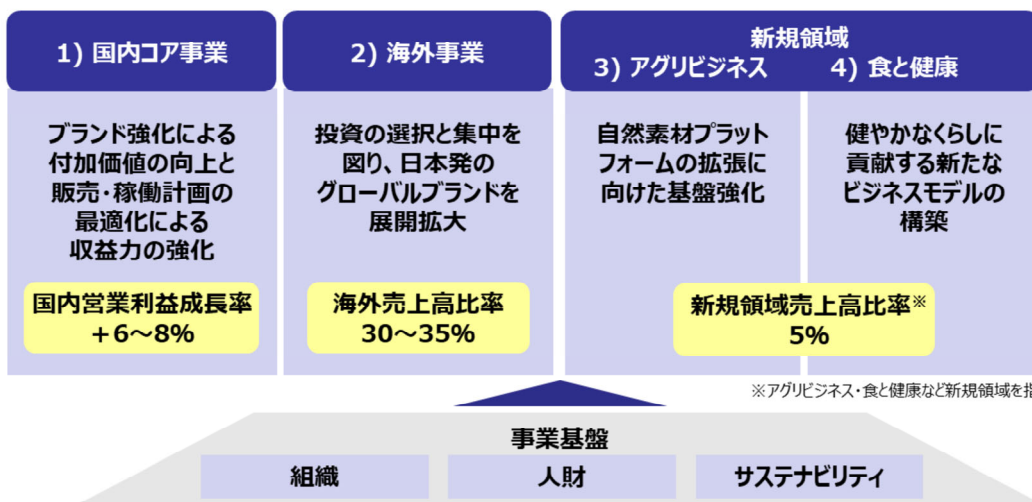 1) 国内コア事業
2) 海外事業
新規領域
3) アグリビジネス
4) 食と健康
ブランド強化による
付加価値の向上と
販売・稼働計画の
最適化による
収益力の強化
投資の選択と集中を
図り、日本発の
グローバルブランドを
展開拡大
自然素材プラット
フォームの拡張に
向けた基盤強化
健やかなくらしに
貢献する新たな
ビジネスモデルの
構築
国内営業利益成長率
+6~8%
海外売上高比率
30~35%
新規領域売上高比率※
5%
※アグリビジネス・食と健康など新規領域を指
事業基盤
組織
人財
サステナビリティ